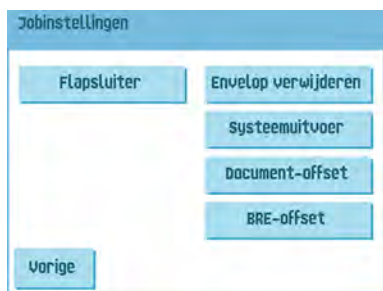 Jobinstellingen
Flapsluiter
Envelop verwijderen
Systeemuitvoer
Document-offset
BRE-offset
Vorige